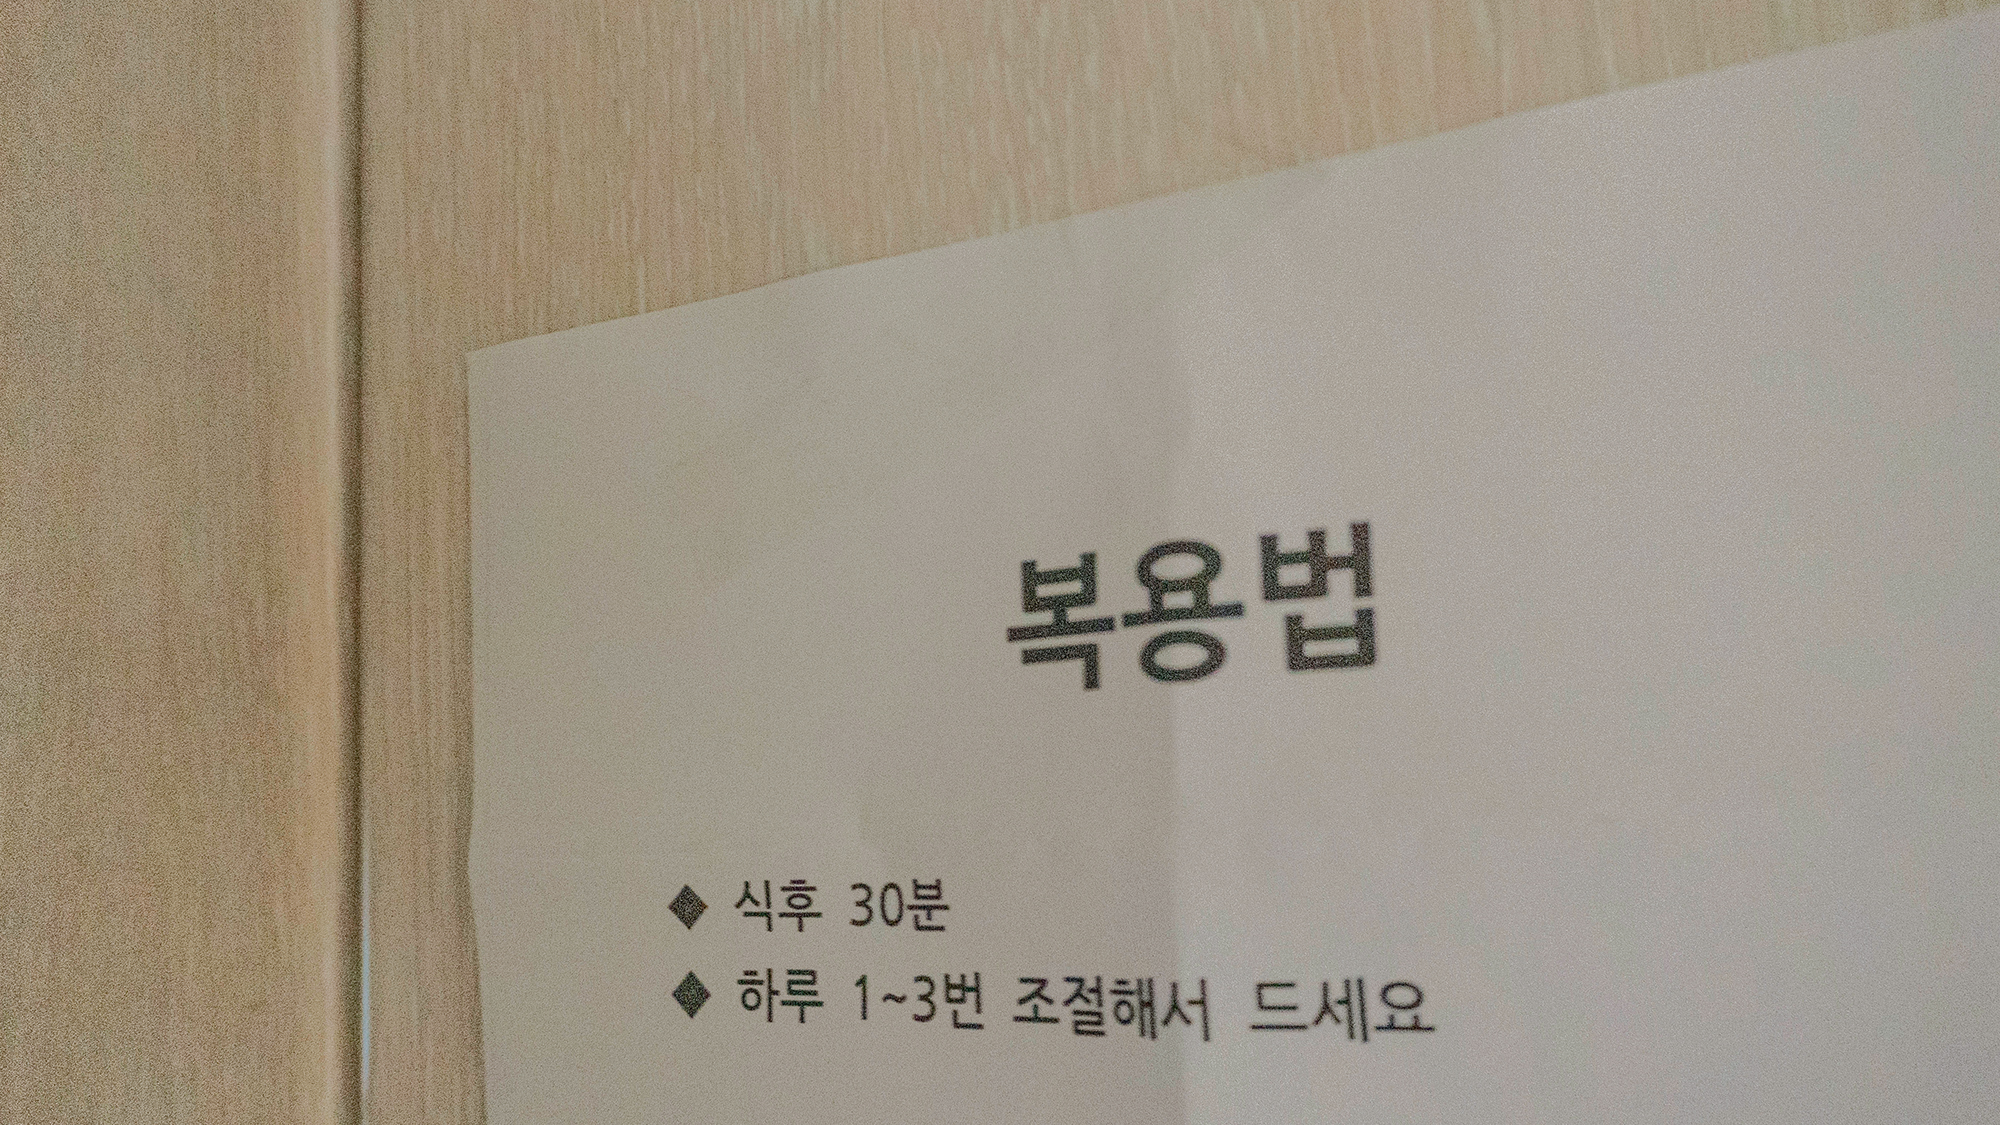 복용법
◆ 식후 30분
◆ 하루 1~3번 조절해서 드세요